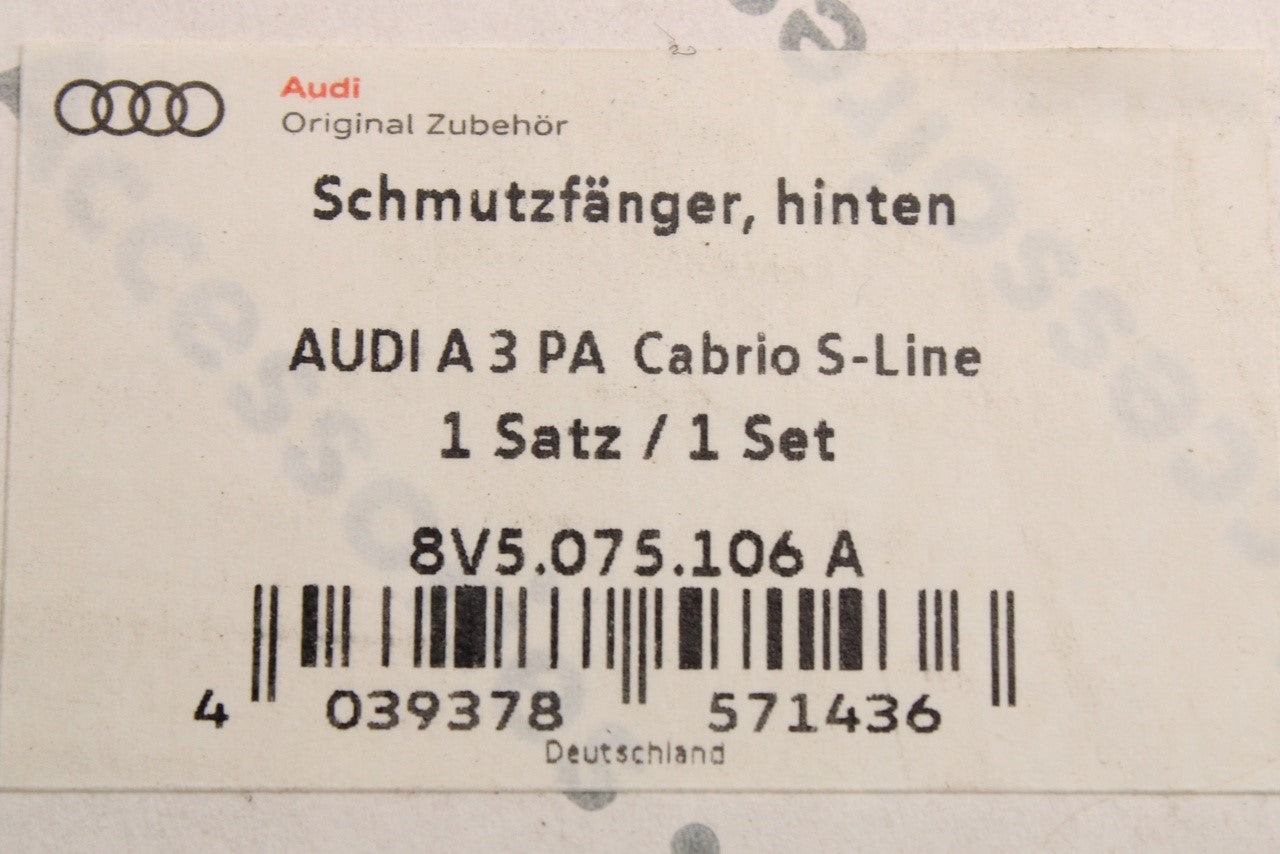 Audi
Original Zubehör
Schmutzfänger, hinten
AUDI A 3 PA Cabrio S-Line
1 Satz / 1 Set
8V5.075.106 A
4 039378 571436
Deutschland